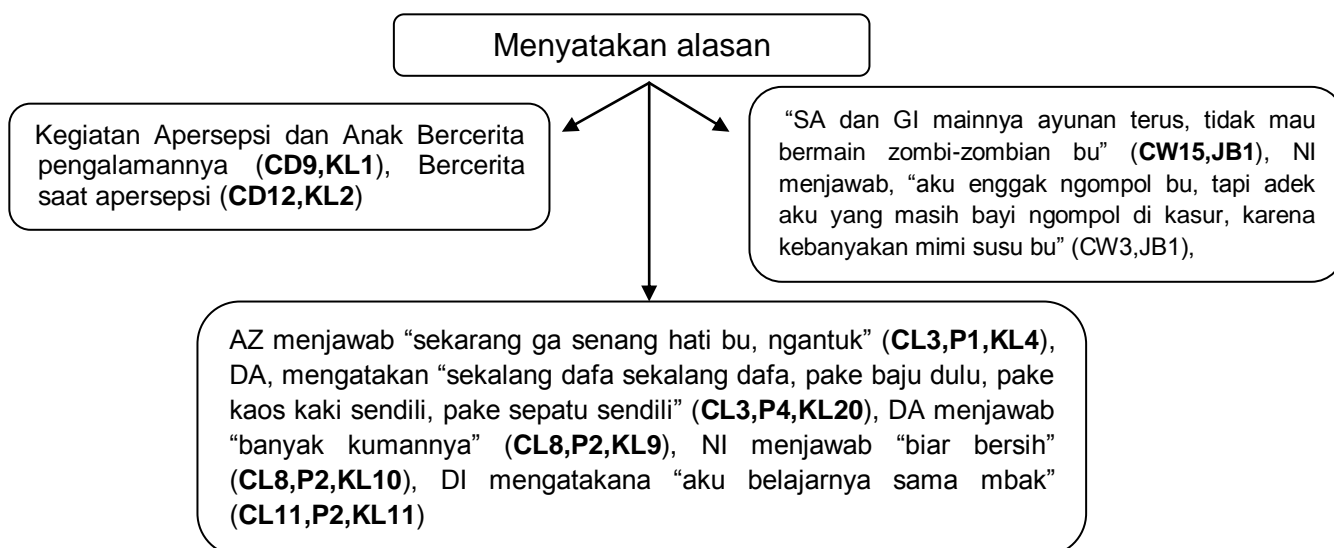 Menyatakan alasan
Kegiatan Apersepsi dan Anak Bercerita
pengalamannya (CD9,KL1), Bercerita
saat apersepsi (CD12,KL2)
“SA dan GI mainnya ayunan terus, tidak mau
bermain zombi-zombian bu” (CW15,JB1), NI
menjawab, “aku enggak ngompol bu, tapi adek
aku yang masih bayi ngompol di kasur, karena
kebanyakan mimi susu bu” (CW3,JB1),
AZ menjawab “sekarang ga senang hati bu, ngantuk” (CL3,P1,KL4),
DA, mengatakan “sekalang dafa sekalang dafa, pake baju dulu, pake
kaos kaki sendili, pake sepatu sendili” (CL3,P4,KL20), DA menjawab
“banyak kumannya” (CL8,P2,KL9), NI menjawab “biar bersih”
(CL8,P2,KL10), DI mengatakana “aku belajarnya sama mbak”
(CL11,P2,KL11)